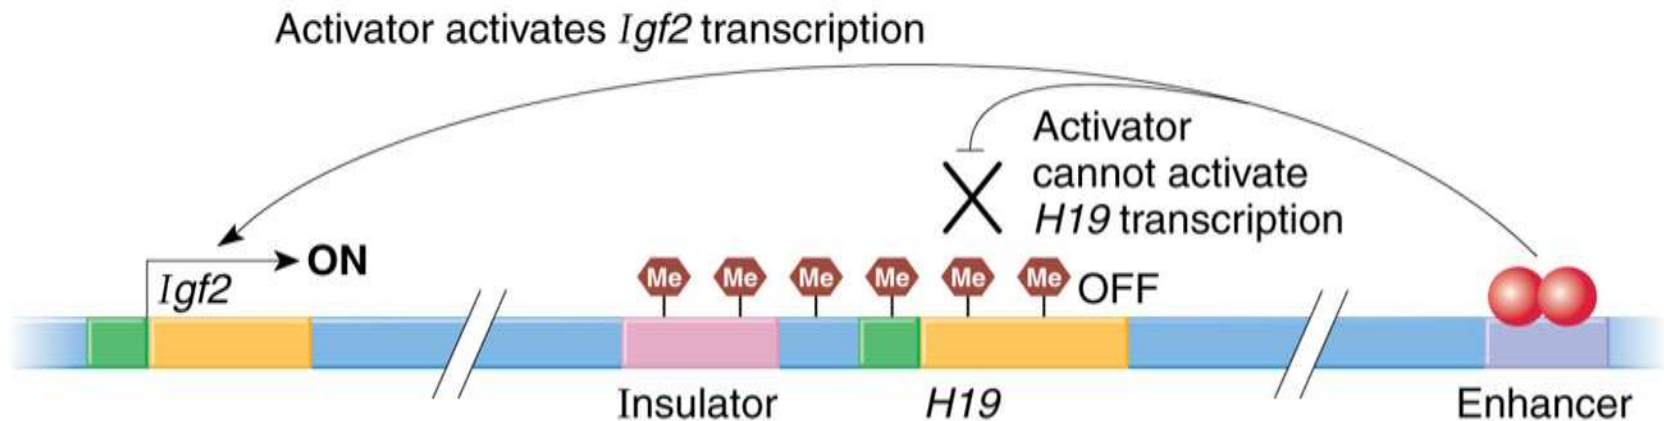 Activator activates Igf2 transcription
Activator
cannot activate
H19 transcription
ON
Igf2
Me Me Me Me Me Me OFF
Insulator H19 Enhancer